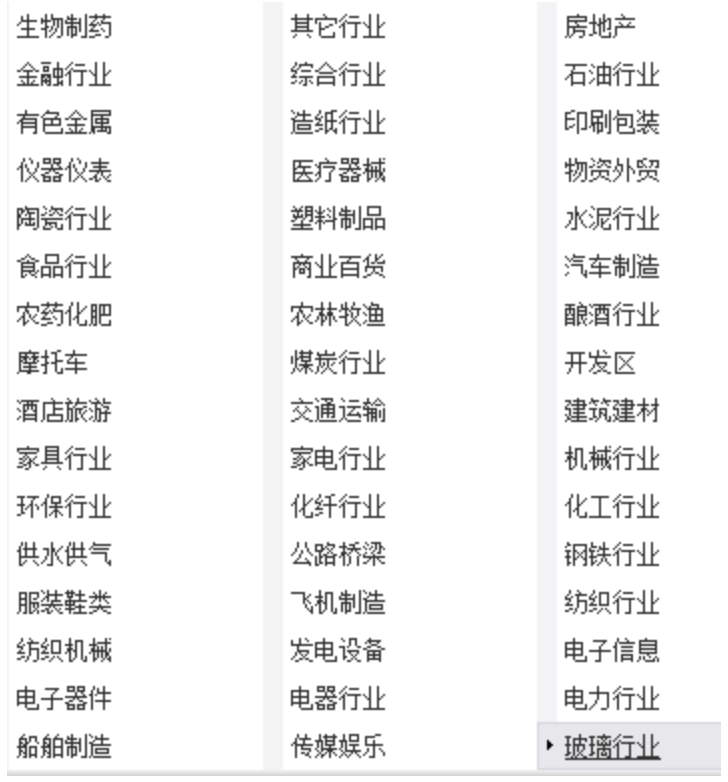 生物制药 其它行业 房地产
金融行业 综合行业 石油行业
有色金属 造纸行业 印刷包装
仪器仪表 医疗器械 物资外贸
陶瓷行业 塑料制品 水泥行业
食品行业 商业百货 汽车制造
农药化肥 农林牧渔 酿酒行业
摩托车 煤炭行业 开发区
酒店旅游 交通运输 建筑建材
家具行业 家电行业 机械行业
环保行业 化纤行业 化工行业
供水供气 公路桥梁 钢铁行业
服装鞋类 飞机制造 纺织行业
纺织机械 发电设备 电子信息
电子器件 电器行业 电力行业
船舶制造 传媒娱乐 玻璃行业